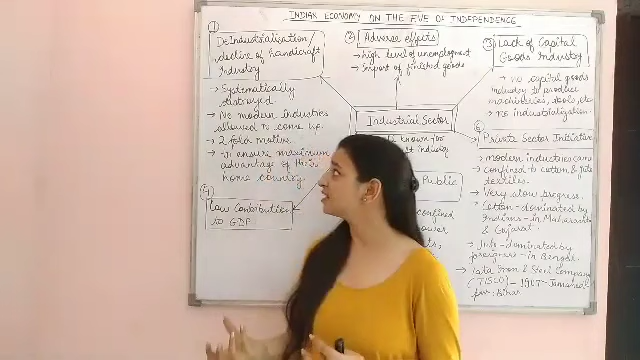 INDIAN ECONOMY ON THE EVE OF INDEPENDENCE
①
DeIndustrialisation/
decline of handicraft
Industry
→ Systematically
destroyed.
→ No modern industries
allowed to come up.
→ 2 fold motive
→ To ensure maximum
advantage of their
home country
④
Low Contribution
to GDP
② Adverse effects
→ High level of unemployment
→ Import of finished goods
Industrial Sector
known for
Public
confined
③ Lack of Capital
Goods Industry
→ no capital goods
industry to produce
machineries, tools, etc
→ no industrialization.
⑥
Private Sector Initiative
→ modern industries came
→ confined to cotton & jute
textiles.
→ Very slow progress.
→ Cotton - dominated by
Indians - in Maharashtra
& Gujarat.
→ Jute - dominated by
foreigners - in Bengal.
→ Tata Iron & Steel Company
(TISCO) - 1907 -
Bihar